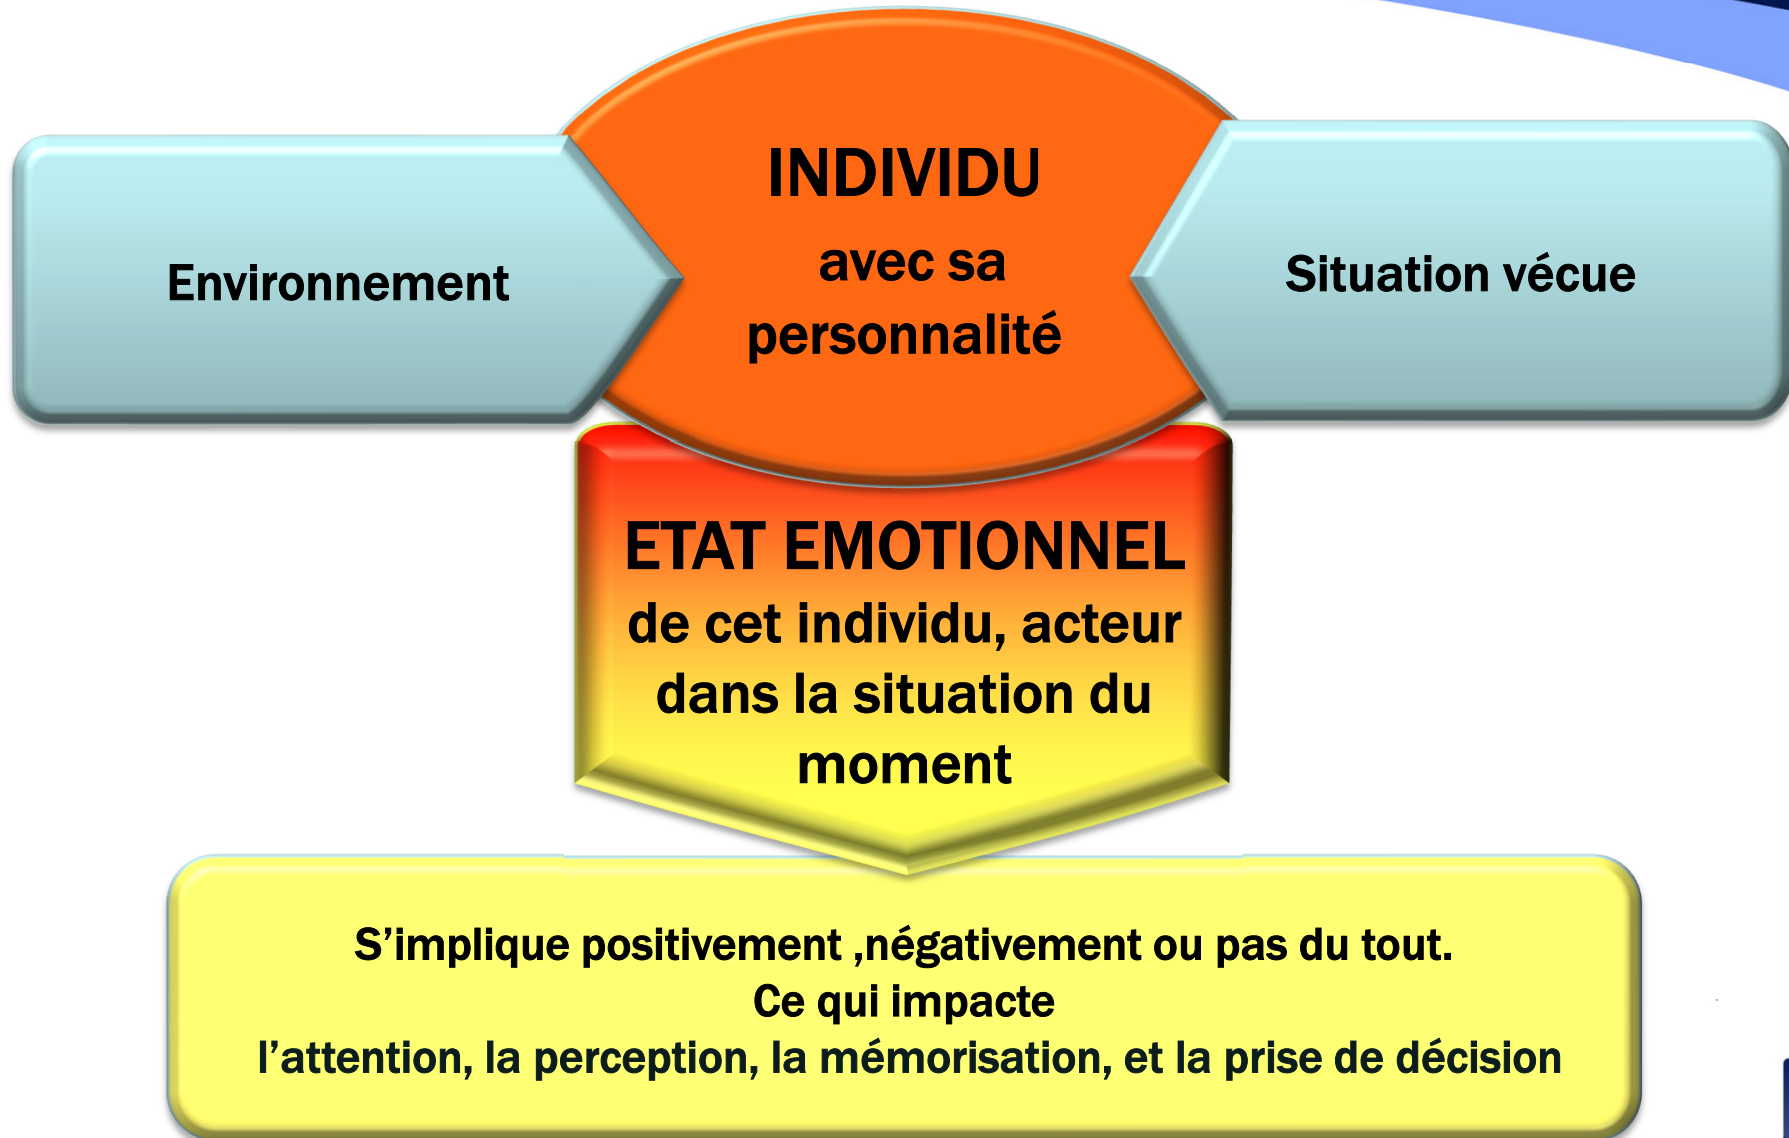 INDIVIDU
avec sa
personnalité
Environnement
Situation vécue
ETAT EMOTIONNEL
de cet individu, acteur
dans la situation du
moment
S’implique positivement ,négativement ou pas du tout.
Ce qui impacte
l’attention, la perception, la mémorisation, et la prise de décision